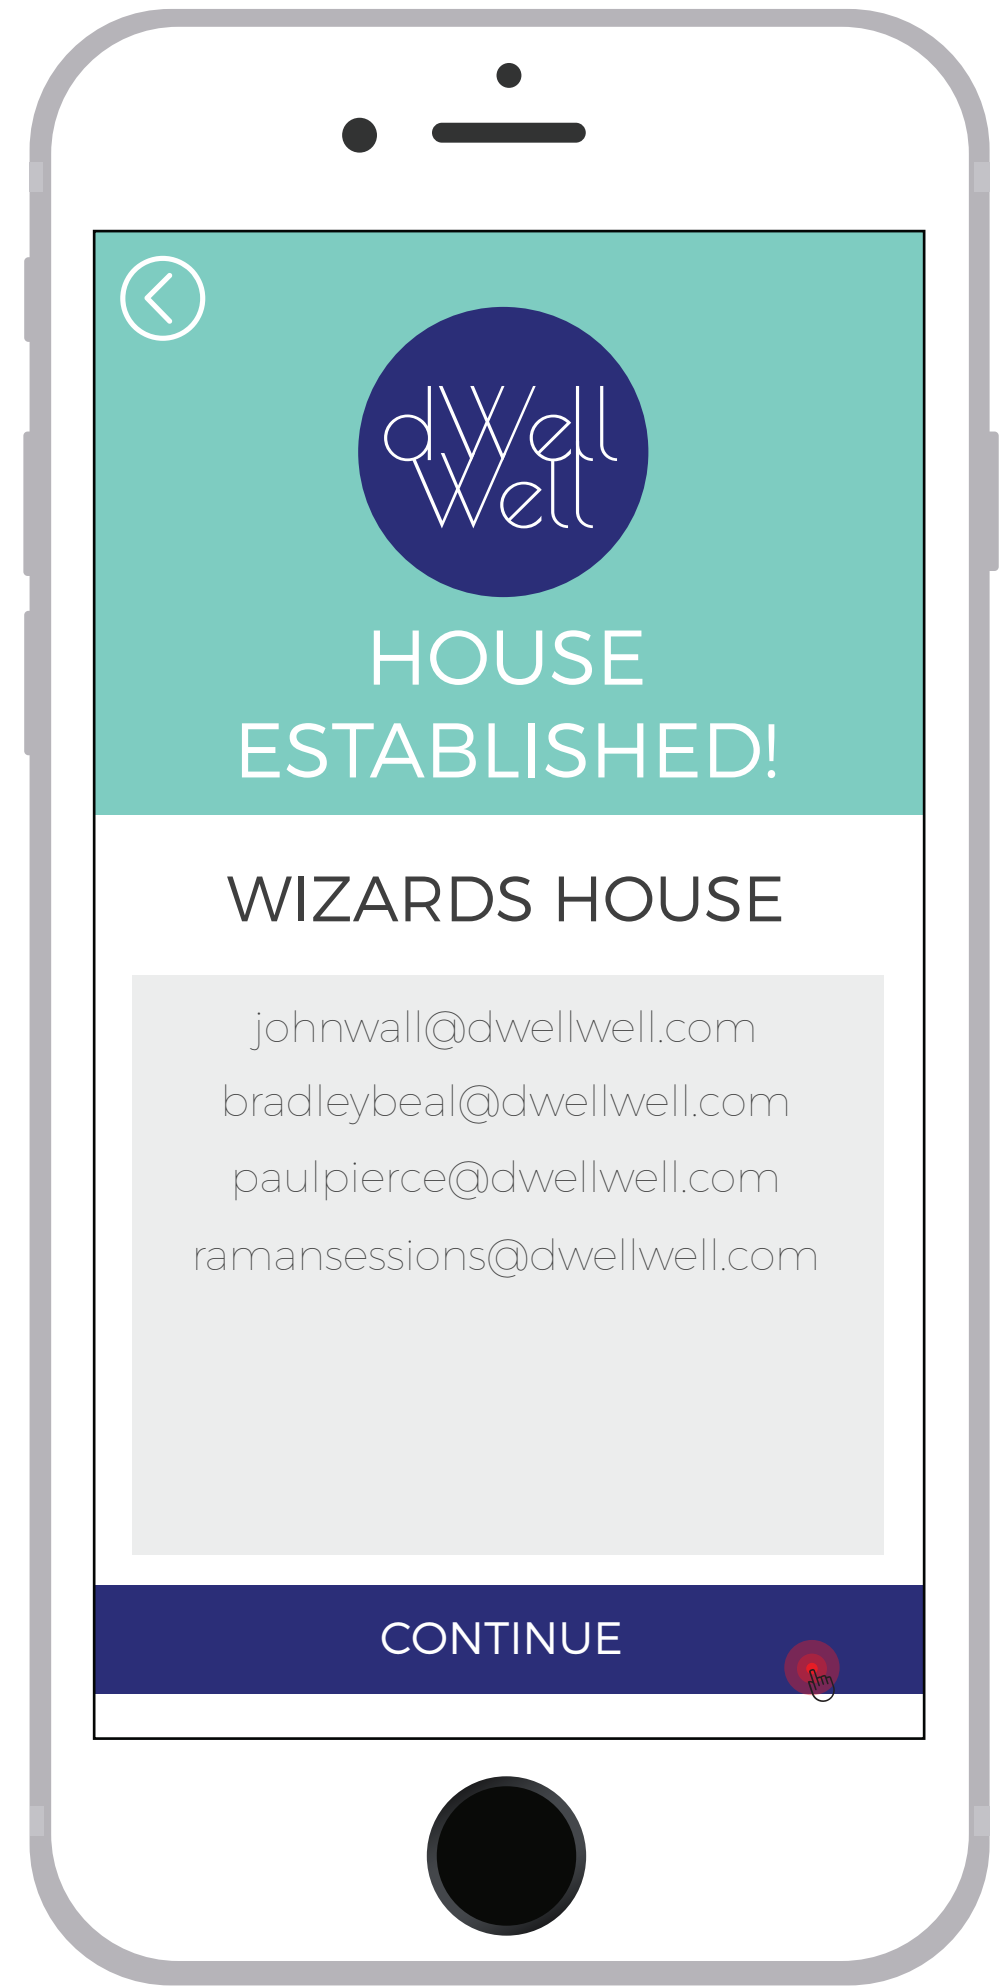 dWell
Well
HOUSE
ESTABLISHED!
WIZARDS HOUSE
johnwall@dwellwell.com
bradleybeal@dwellwell.com
paulpierce@dwellwell.com
ramansessions@dwellwell.com
CONTINUE